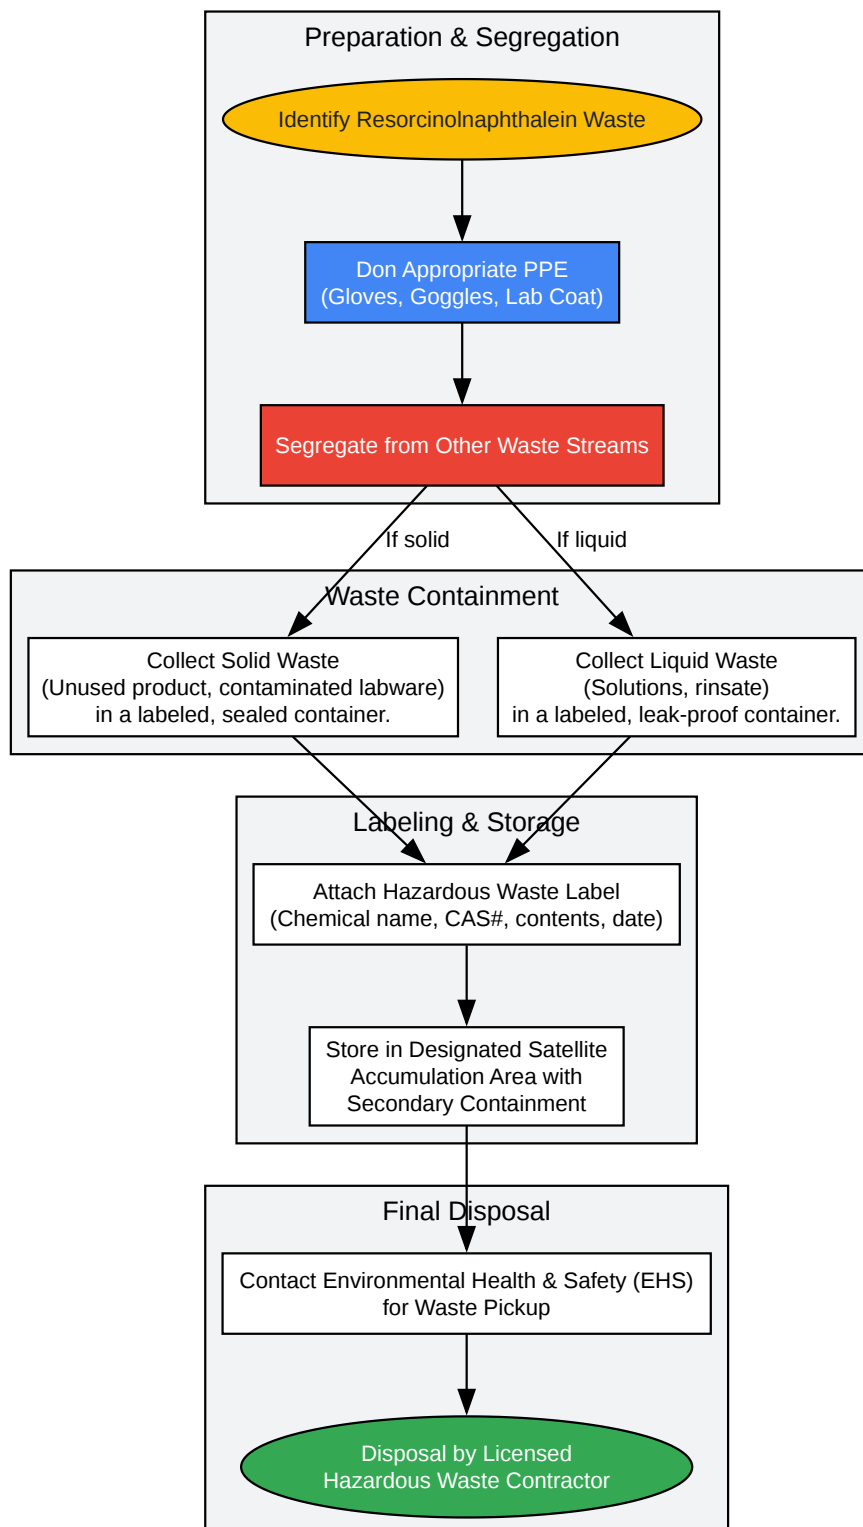 Preparation & Segregation
Identify Resorcinolnaphthalein Waste
Don Appropriate PPE
(Gloves, Goggles, Lab Coat)
Segregate from Other Waste Streams
If solid
If liquid
Waste Containment
Collect Solid Waste
(Unused product, contaminated labware)
in a labeled, sealed container.
Collect Liquid Waste
(Solutions, rinsate)
in a labeled, leak-proof container.
Labeling & Storage
Attach Hazardous Waste Label
(Chemical name, CAS#, contents, date)
Store in Designated Satellite
Accumulation Area with
Secondary Containment
Final Disposal
Contact Environmental Health & Safety (EHS)
for Waste Pickup
Disposal by Licensed
Hazardous Waste Contractor